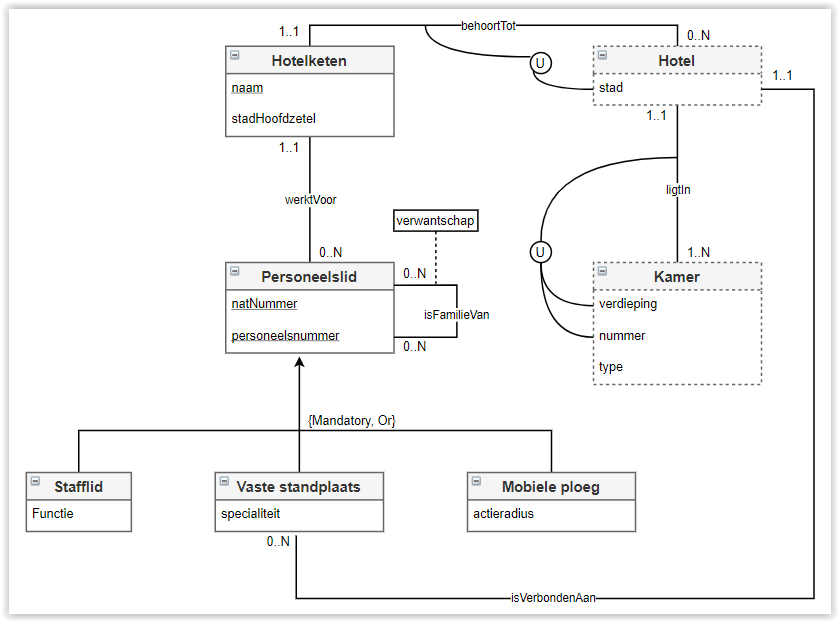 behoortTot
1..1
0..N
Hotelketen
naam
stadHoofdzetel
U
Hotel
stad
1..1
1..1
1..1
werktVoor
ligtIn
verwantschap
0..N
0..N
1..N
U
Personeelslid
natNummer
personeelsnummer
isFamilieVan
0..N
Kamer
verdieping
nummer
type
{Mandatory, Or}
Stafflid
Functie
Vaste standplaats
specialiteit
Mobiele ploeg
actieradius
0..N
isVerbondenAan